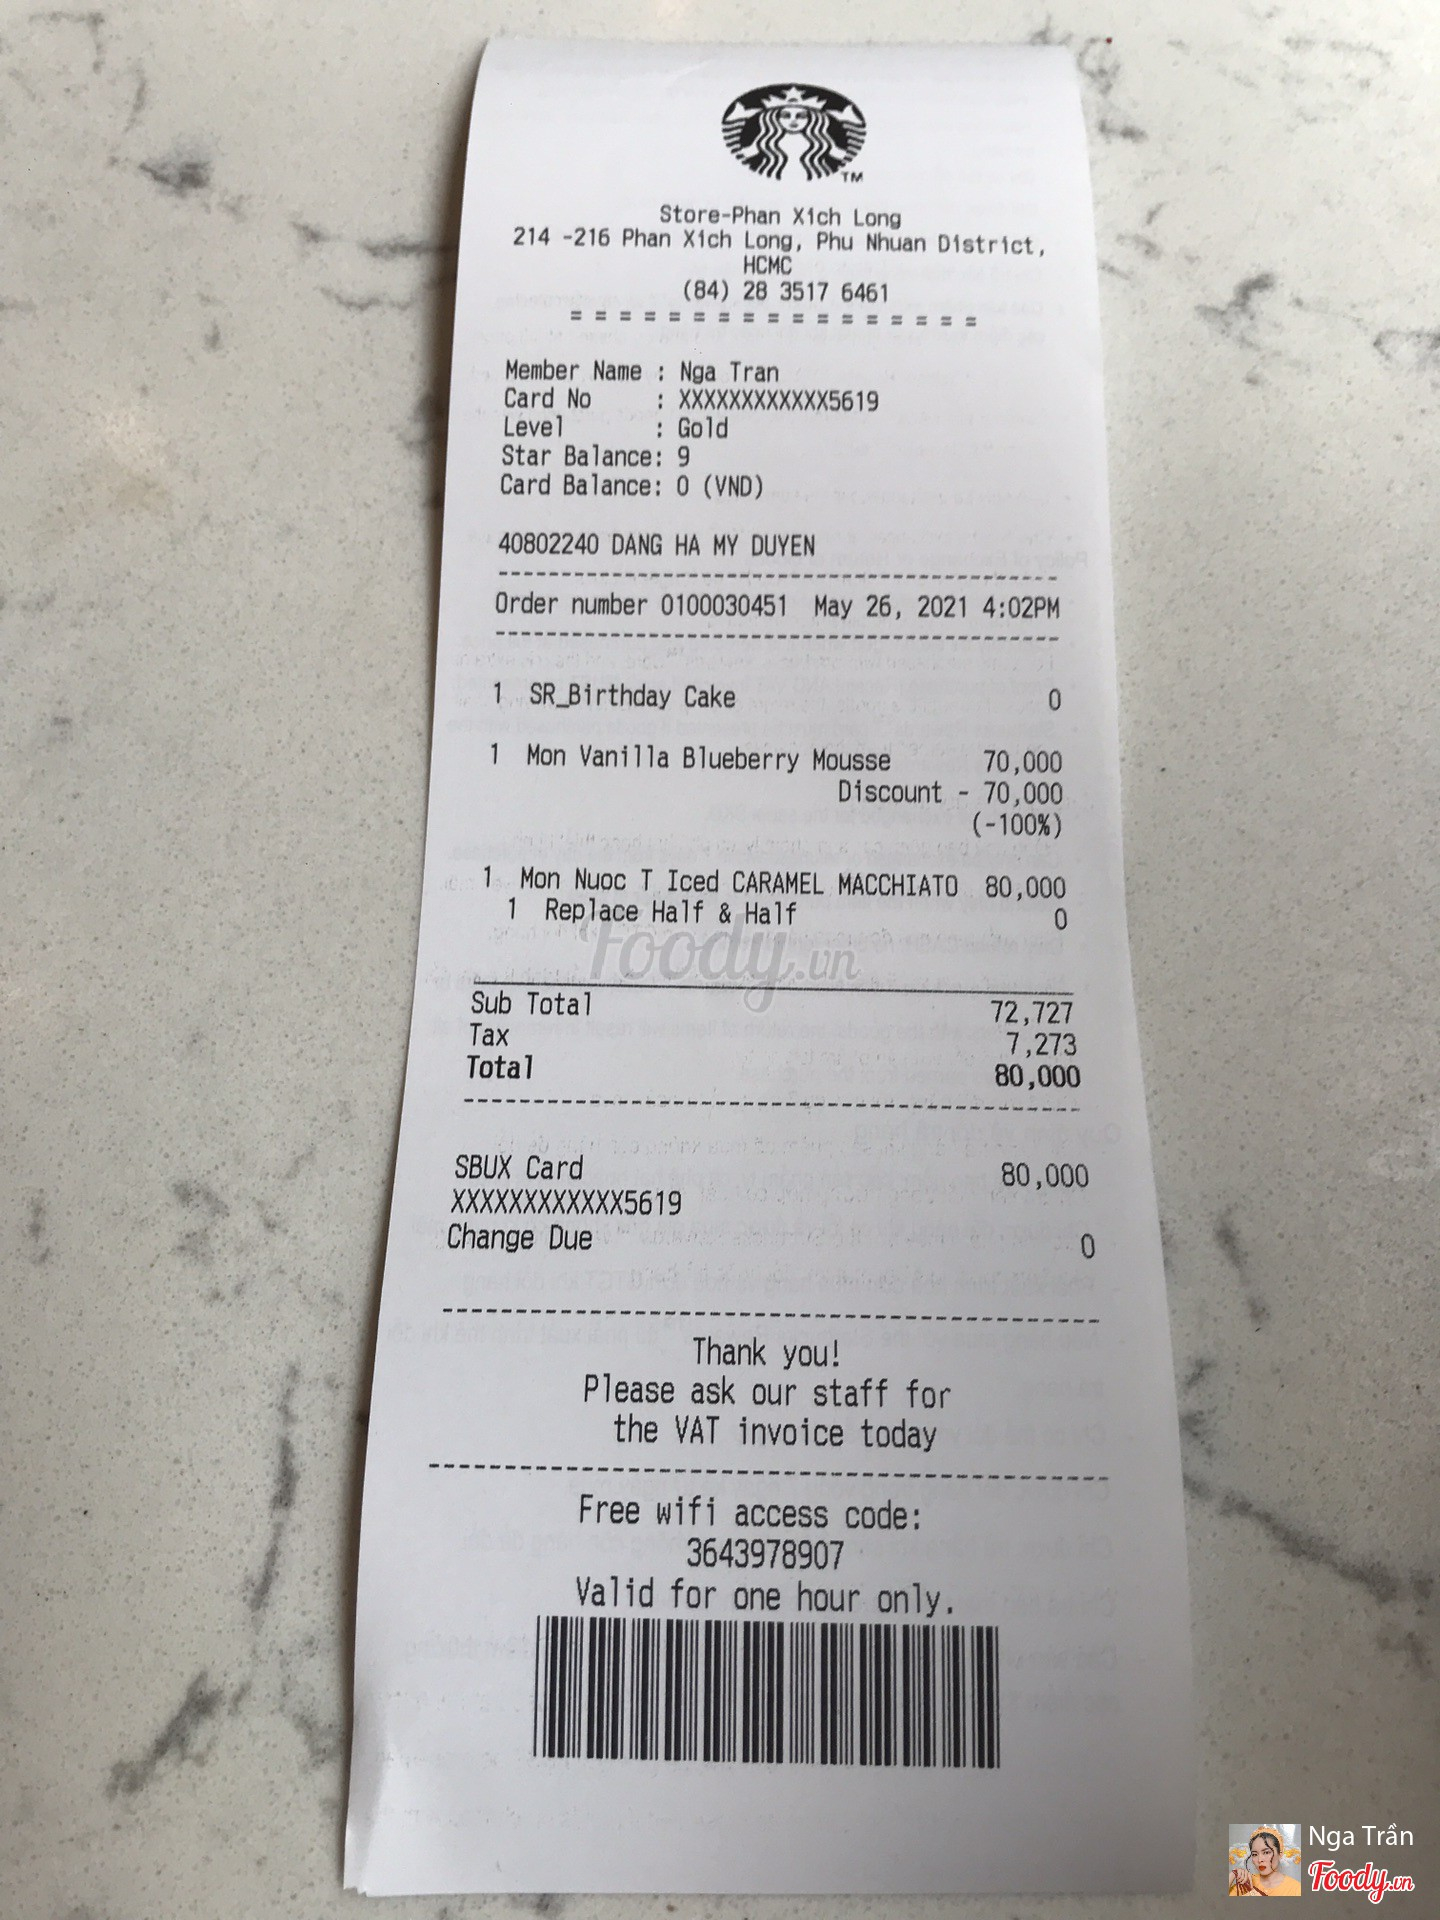 TM
Store-Phan Xich Long
214 -216 Phan Xich Long, Phu Nhuan District,
HCMC
(84) 28 3517 6461
= = = = = = = = = = = = = = = = =
Member Name : Nga Tran
Card No : XXXXXXXXXXXX5619
Level : Gold
Star Balance: 9
Card Balance: 0 (VND)
40802240 DANG HA MY DUYEN
Order number 0100030451 May 26, 2021 4:02PM
1 SR_Birthday Cake 0
1 Mon Vanilla Blueberry Mousse 70,000
Discount - 70,000
(-100%)
1 Mon Nuoc T Iced CARAMEL MACCHIATO 80,000
1 Replace Half & Half 0
Foody.vn
Sub Total 72,727
Tax 7,273
Total 80,000
SBUX Card 80,000
XXXXXXXXXXXX5619
Change Due 0
Thank you!
Please ask our staff for
the VAT invoice today
Free wifi access code:
3643978907
Valid for one hour only.
Nga Trần
Foody.vn